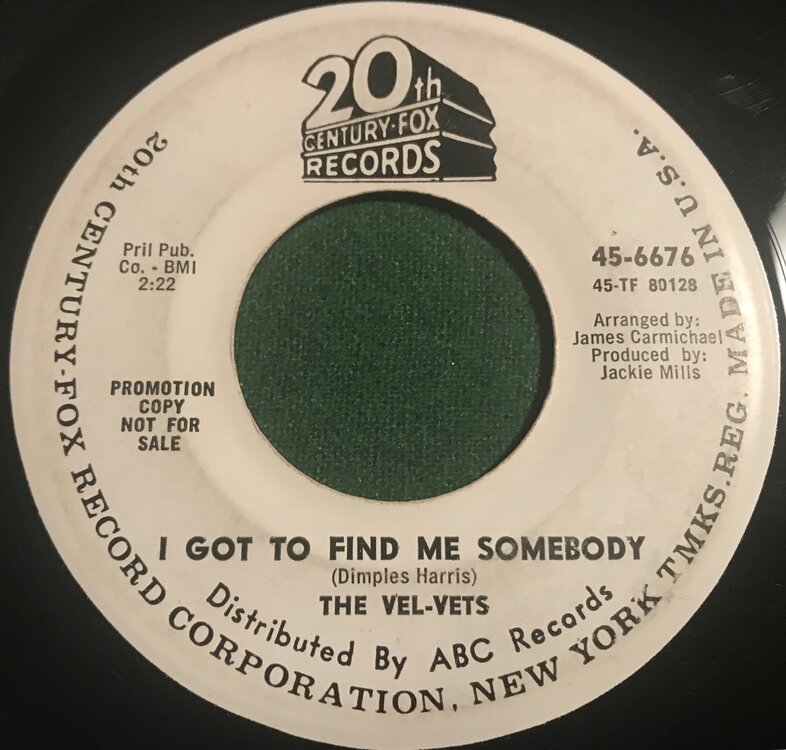 20th
CENTURY-FOX
RECORDS
Pril Pub.
Co. - BMI
2:22
PROMOTION
COPY
NOT FOR
SALE
45-6676
45-TF 80128
Arranged by:
James Carmichael
Produced by:
Jackie Mills
I GOT TO FIND ME SOMEBODY
(Dimples Harris)
THE VEL-VETS
Distributed By ABC Records
20th CENTURY-FOX RECORD CORPORATION, NEW YORK TMKS. REG. MADE IN U.S.A.